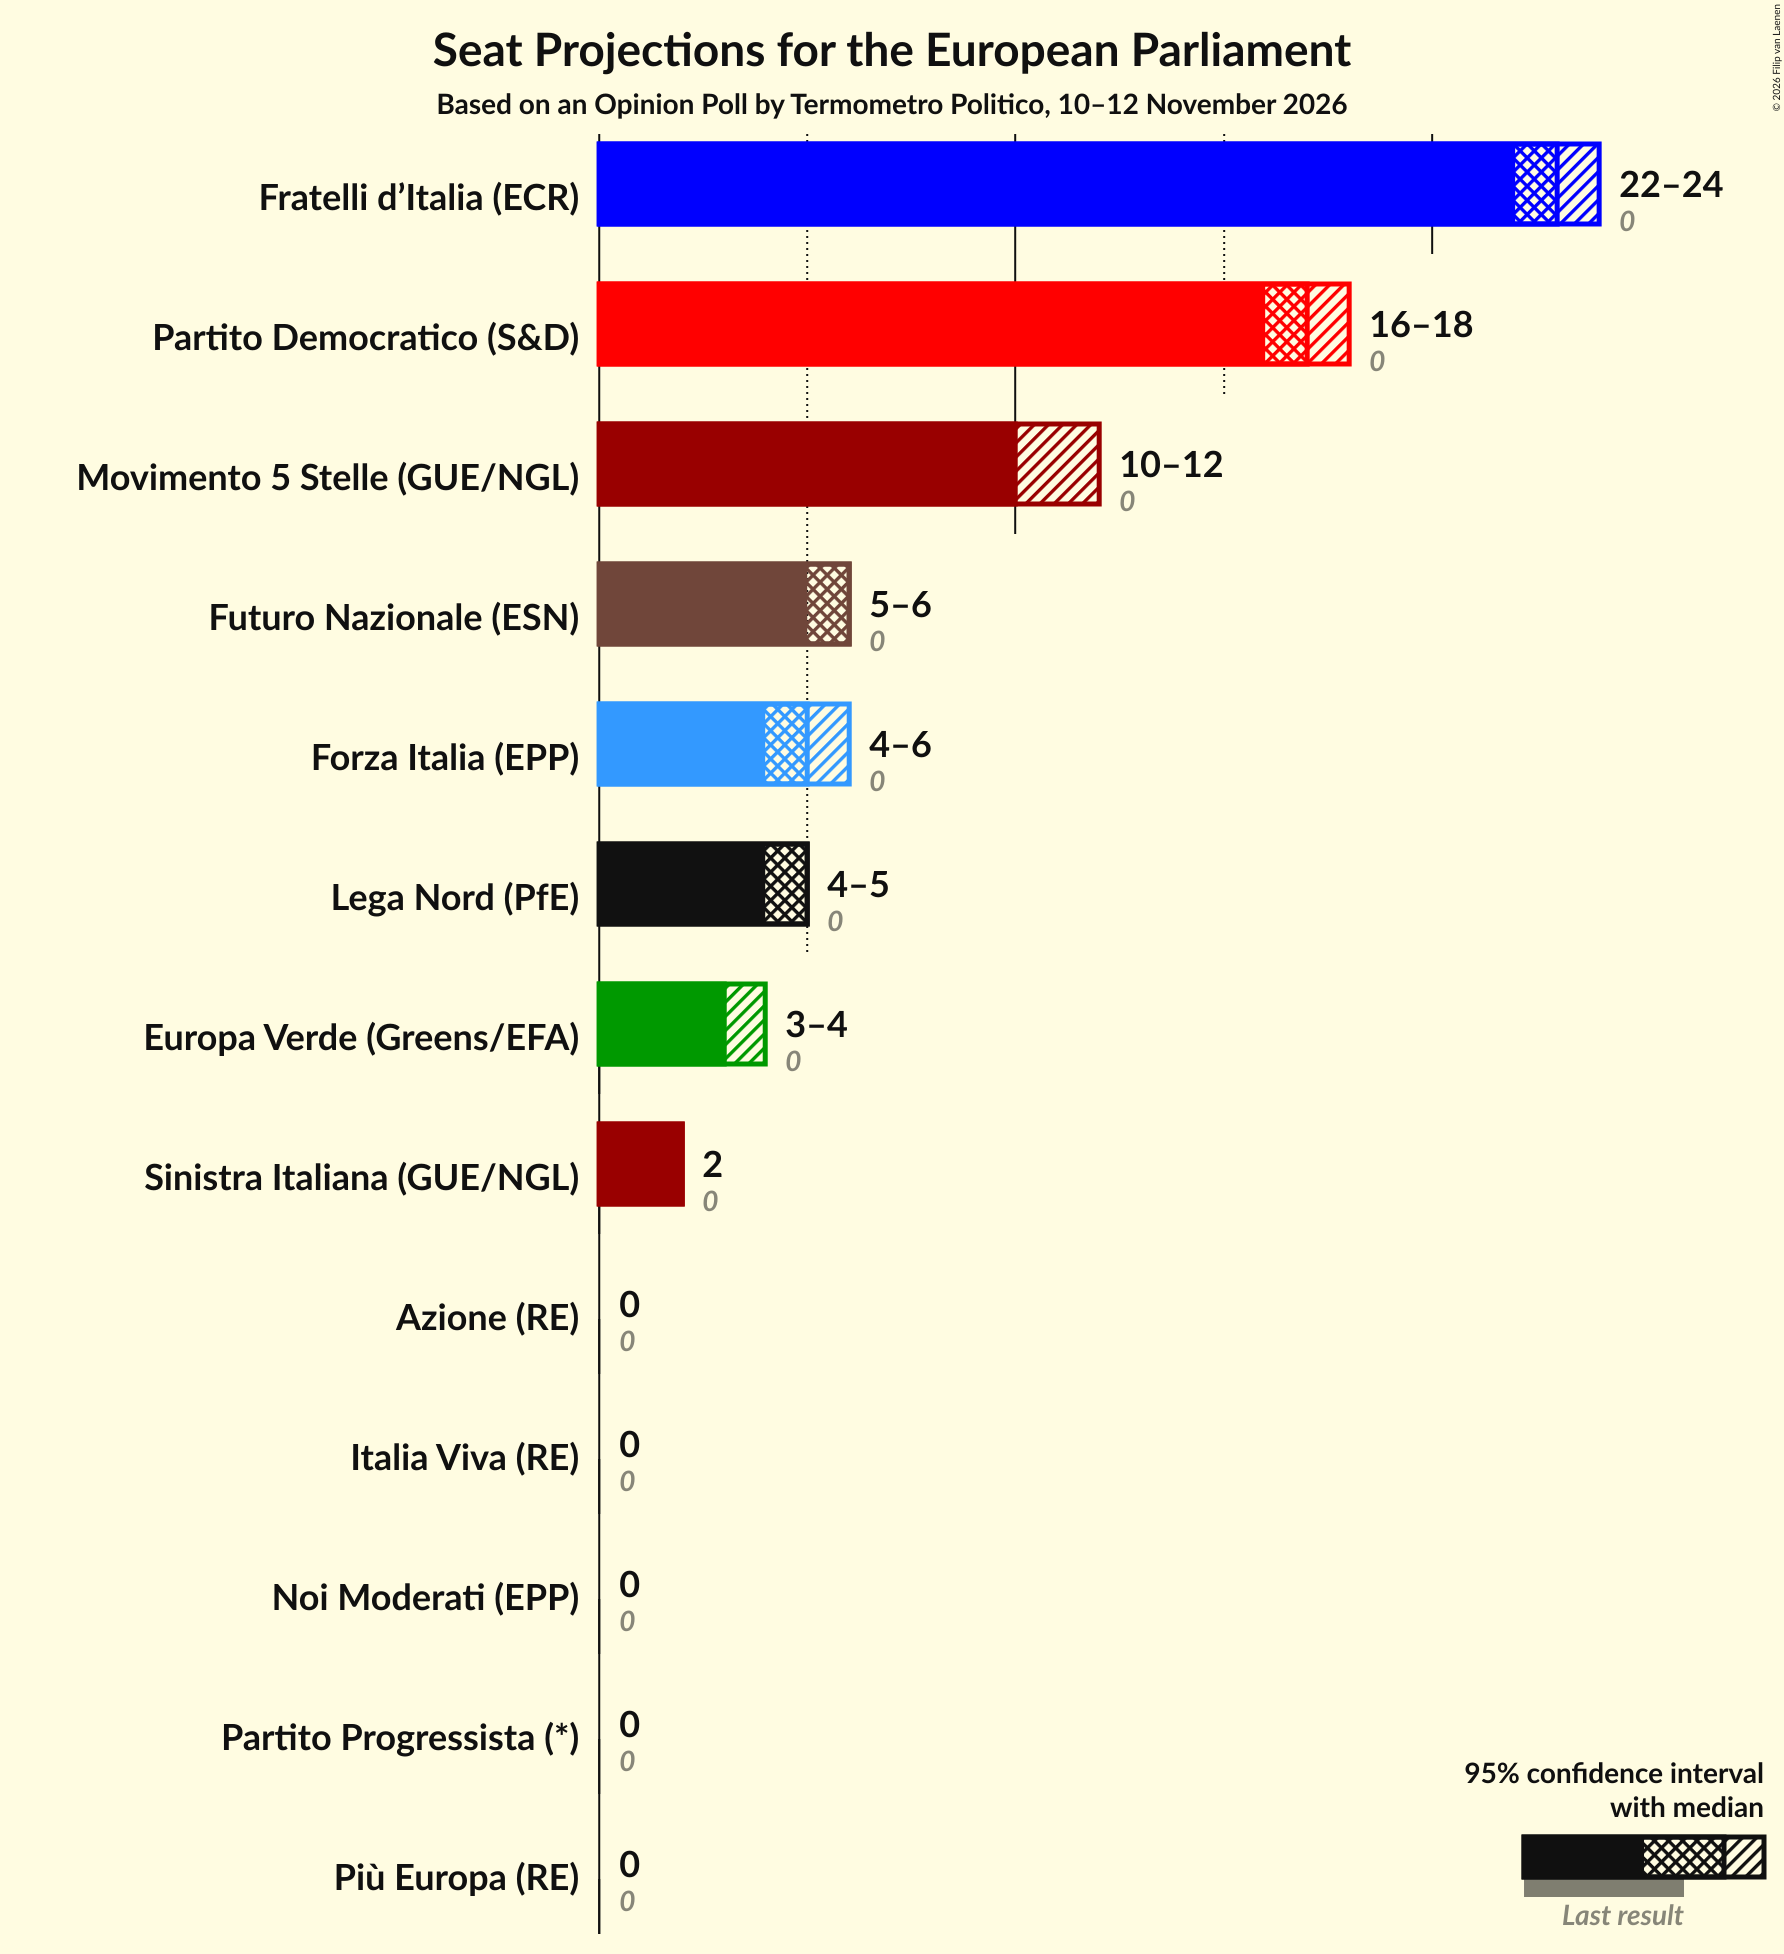 Seat Projections for the European Parliament
Based on an Opinion Poll by Termometro Politico, 10–12 November 2026
© 2026 Filip van Laenen
Fratelli d’Italia (ECR)
22–24
0
Partito Democratico (S&D)
16–18
0
Movimento 5 Stelle (GUE/NGL)
10–12
0
Futuro Nazionale (ESN)
5–6
0
Forza Italia (EPP)
4–6
0
Lega Nord (PfE)
4–5
0
Europa Verde (Greens/EFA)
3–4
0
Sinistra Italiana (GUE/NGL)
2
0
Azione (RE)
0
0
Italia Viva (RE)
0
0
Noi Moderati (EPP)
0
0
Partito Progressista (*)
0
0
Più Europa (RE)
0
0
95% confidence interval
with median
Last result